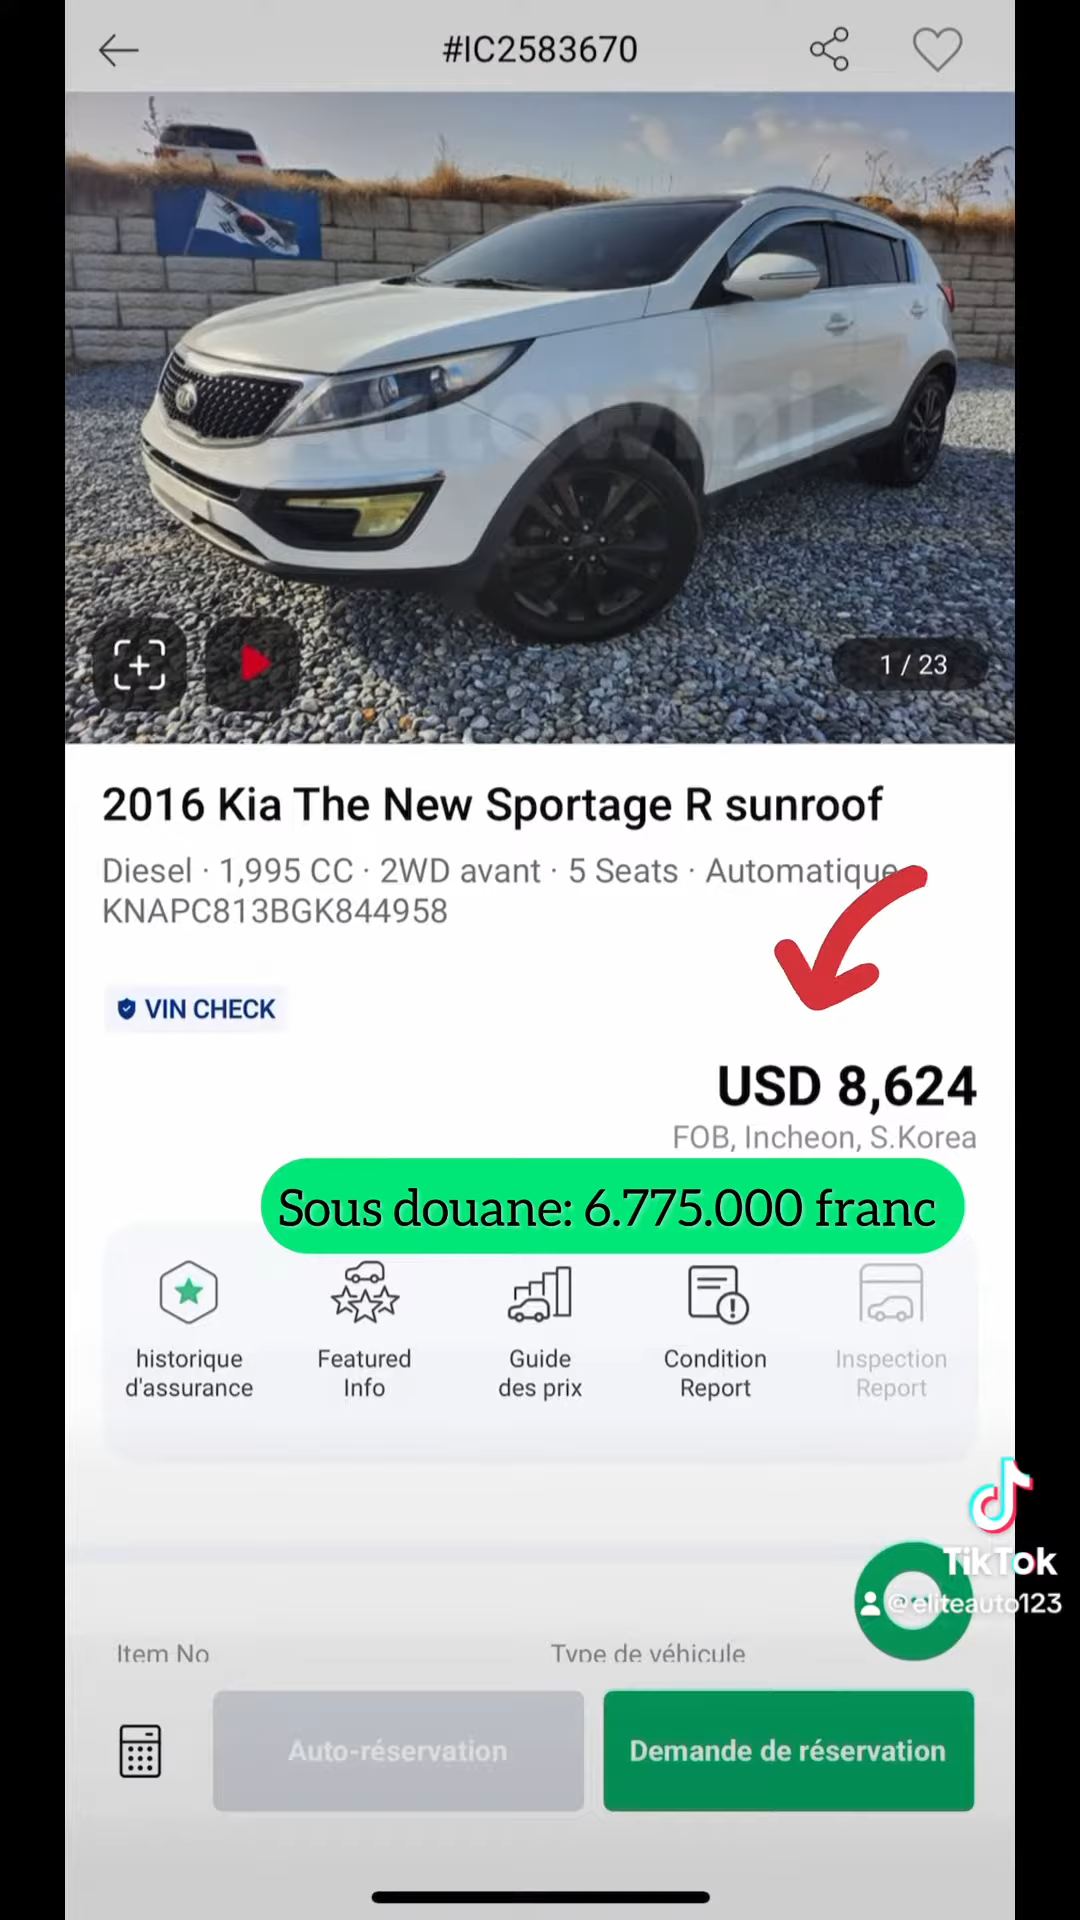 #IC2583670
Autowini
1 / 23
2016 Kia The New Sportage R sunroof
Diesel · 1,995 CC · 2WD avant · 5 Seats · Automatique
KNAPC813BGK844958
VIN CHECK
USD 8,624
FOB, Incheon, S.Korea
Sous douane: 6.775.000 franc
historique
d'assurance
Featured
Info
Guide
des prix
Condition
Report
Inspection
Report
TikTok
@eliteauto123
Item No
Type de véhicule
Auto-réservation
Demande de réservation